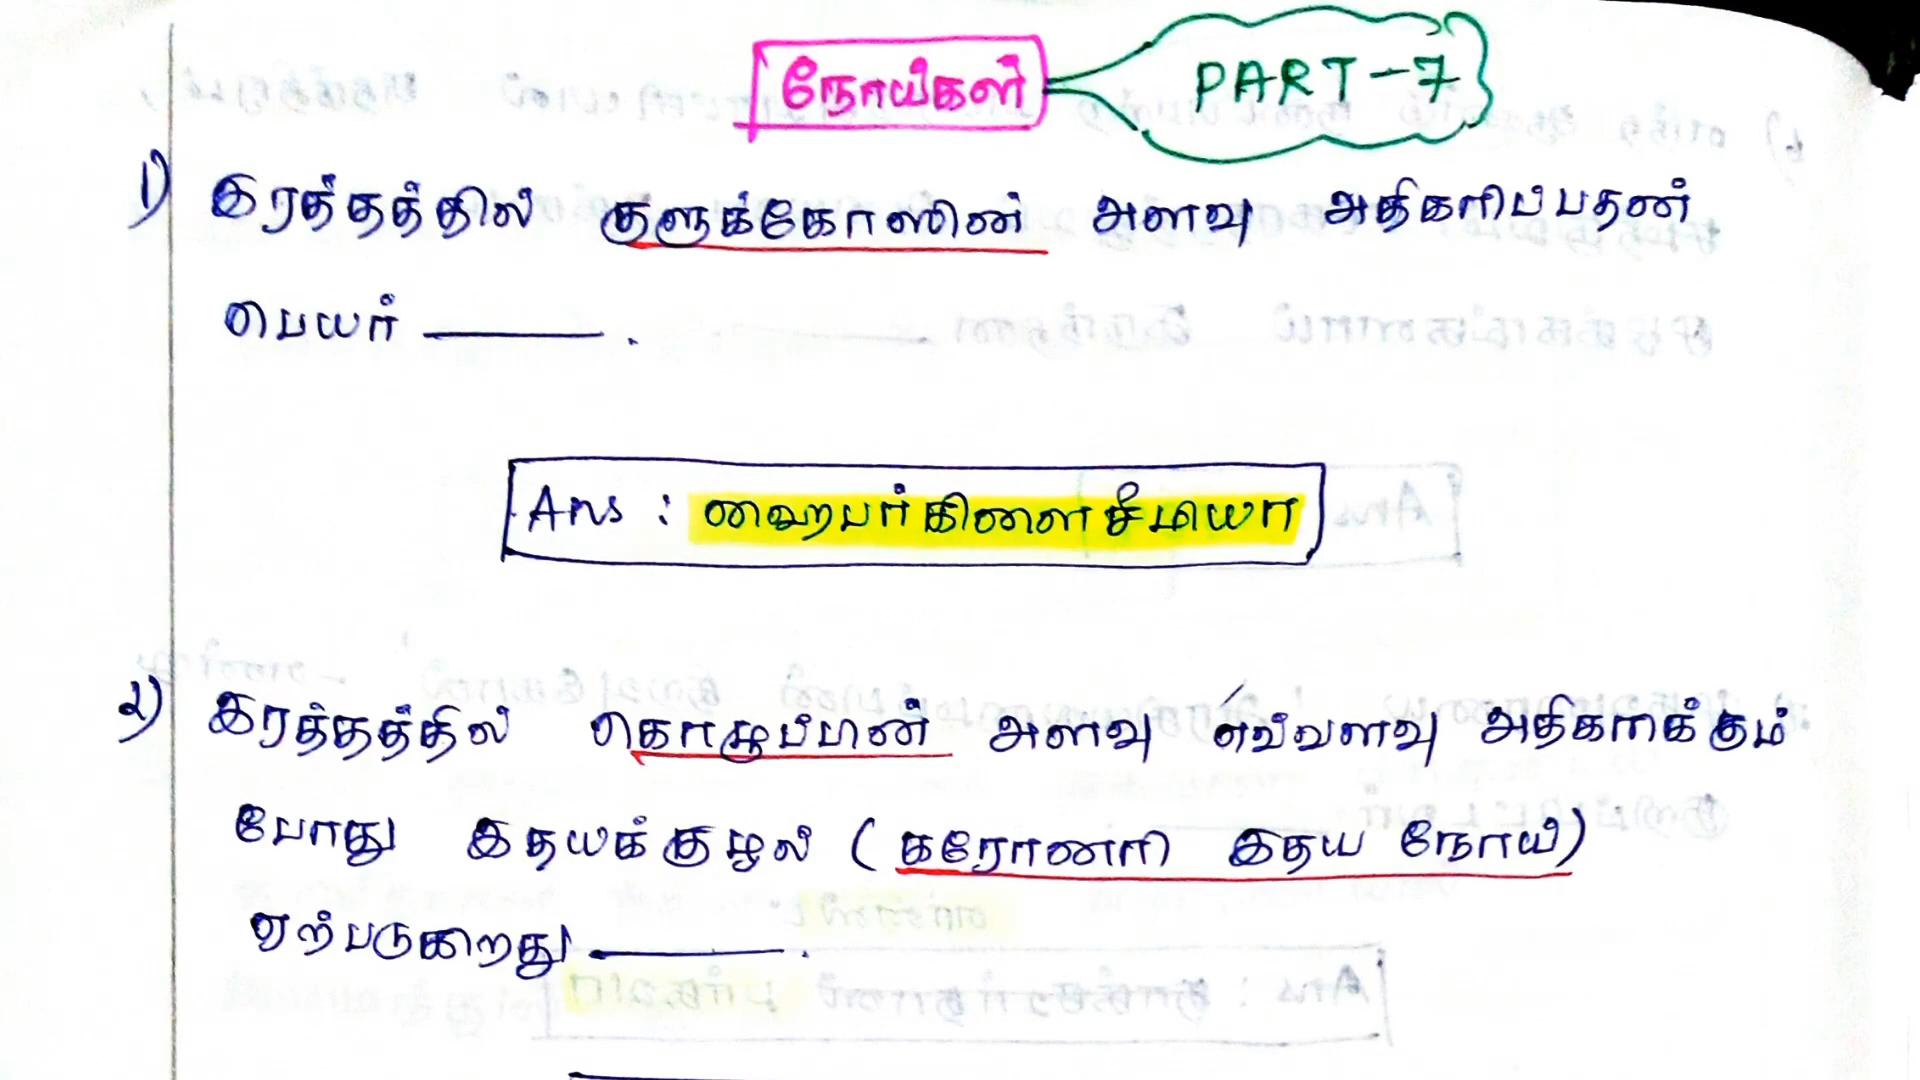 நோய்கள் PART-7
1) இரத்தத்தில் குளுக்கோஸின் அளவு அதிகரிப்பதன்
பெயர் ______ .
Ans : ஹைபர்கிளைசீமியா
2) இரத்தத்தில் கொழுப்பின் அளவு எவ்வளவு அதிகரிக்கும்
போது இதயக்குழல் (கரோனரி இதய நோய்)
ஏற்படுகிறது ______ .